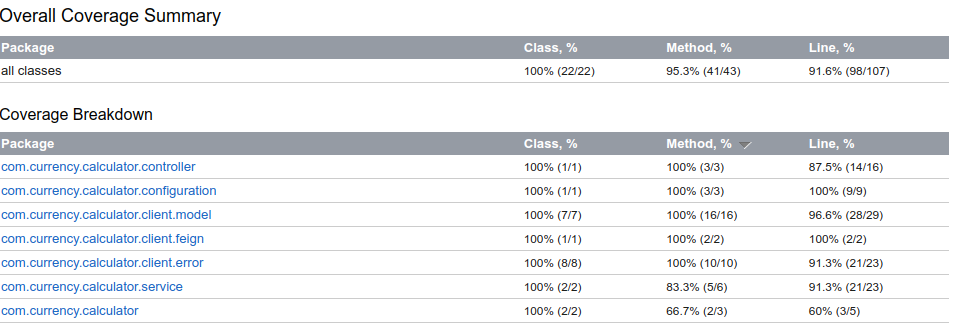 Overall Coverage Summary
Package Class, % Method, % Line, %
all classes 100% (22/22) 95.3% (41/43) 91.6% (98/107)
Coverage Breakdown
Package Class, % Method, % Line, %
com.currency.calculator.controller 100% (1/1) 100% (3/3) 87.5% (14/16)
com.currency.calculator.configuration 100% (1/1) 100% (3/3) 100% (9/9)
com.currency.calculator.client.model 100% (7/7) 100% (16/16) 96.6% (28/29)
com.currency.calculator.client.feign 100% (1/1) 100% (2/2) 100% (2/2)
com.currency.calculator.client.error 100% (8/8) 100% (10/10) 91.3% (21/23)
com.currency.calculator.service 100% (2/2) 83.3% (5/6) 91.3% (21/23)
com.currency.calculator 100% (2/2) 66.7% (2/3) 60% (3/5)